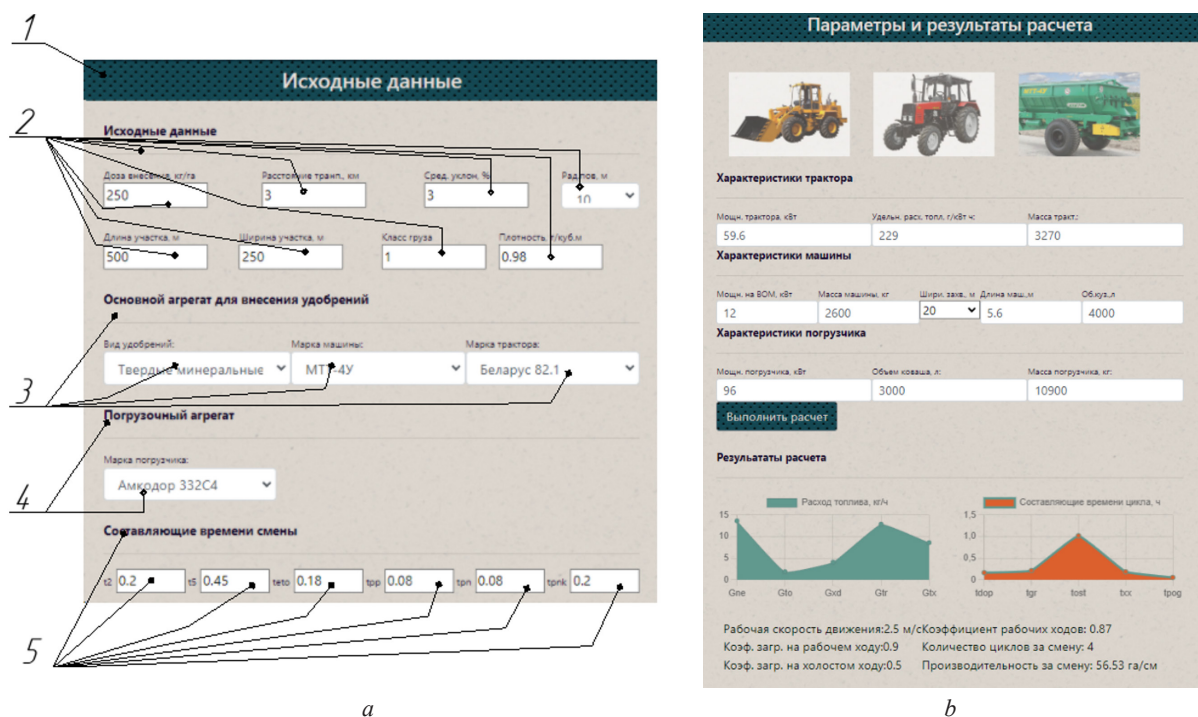 1
Исходные данные
2
Исходные данные
Доза внесения, кг/га
Расстояние транп., км
Сред. уклон, %
Рад.пов, м
250
3
3
10
Длина участка, м
Ширина участка, м
Класс груза
Плотность, т/куб.м
500
250
1
0.98
Основной агрегат для внесения удобрений
Вид удобрений:
Марка машины:
Марка трактора:
Твердые минеральные
МТТ-4У
Беларус 82.1
3
Погрузочный агрегат
Марка погрузчика:
Амкодор 332С4
4
Составляющие времени смены
t2 0.2 t5 0.45 teto 0.18 tpp 0.08 tpn 0.08 tpnk 0.2
5
a
Параметры и результаты расчета
МТТ-4У
Характеристики трактора
Мощн. трактора, кВт
Удельн. расх. топл, г/кВт ч:
Масса тракт.:
59.6
229
3270
Характеристики машины
Мощн. на ВОМ, кВт
Масса машины, кг
Шири. захв., м
Длина маш.,м
Об.куз.,л
12
2600
20
5.6
4000
Характеристики погрузчика
Мощн. погрузчика, кВт
Объем коваша, л:
Масса погрузчика, кг:
96
3000
10900
Выполнить расчет
Резульататы расчета
Расход топлива, кг/ч
15
10
5
0
Gne Gto Gxd Gtr Gtx
Составляющие времени цикла, ч
1,5
1,0
0,5
0
tdop tgr tost txx tpog
Рабочая скорость движения:2.5 м/сКоэффициент рабочих ходов: 0.87
Коэф. загр. на рабочем ходу:0.9 Количество циклов за смену: 4
Коэф. загр. на холостом ходу:0.5 Производительность за смену: 56.53 га/см
b